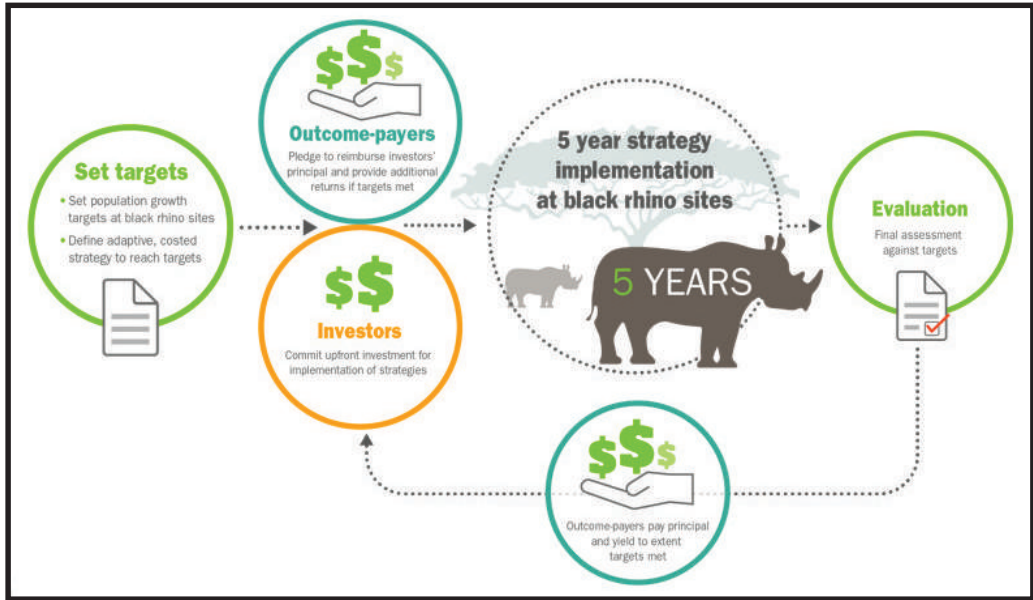 Set targets
• Set population growth
targets at black rhino sites
• Define adaptive, costed
strategy to reach targets
$$$
Outcome-payers
Pledge to reimburse investors'
principal and provide additional
returns if targets met
$$
Investors
Commit upfront investment for
implementation of strategies
5 year strategy
implementation
at black rhino sites
5 YEARS
Evaluation
Final assessment
against targets
$$$
Outcome-payers pay principal
and yield to extent
targets met